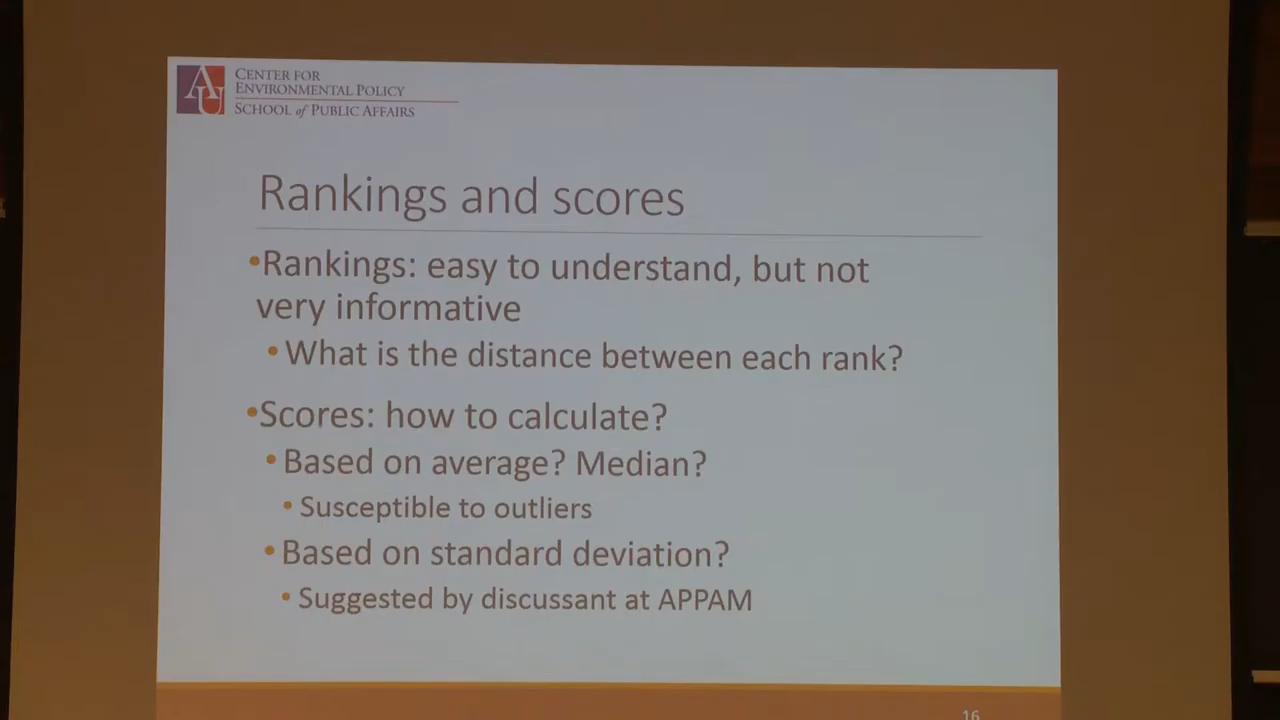 AU
CENTER FOR
ENVIRONMENTAL POLICY
SCHOOL of PUBLIC AFFAIRS
Rankings and scores
•Rankings: easy to understand, but not
very informative
• What is the distance between each rank?
•Scores: how to calculate?
• Based on average? Median?
• Susceptible to outliers
• Based on standard deviation?
• Suggested by discussant at APPAM
16